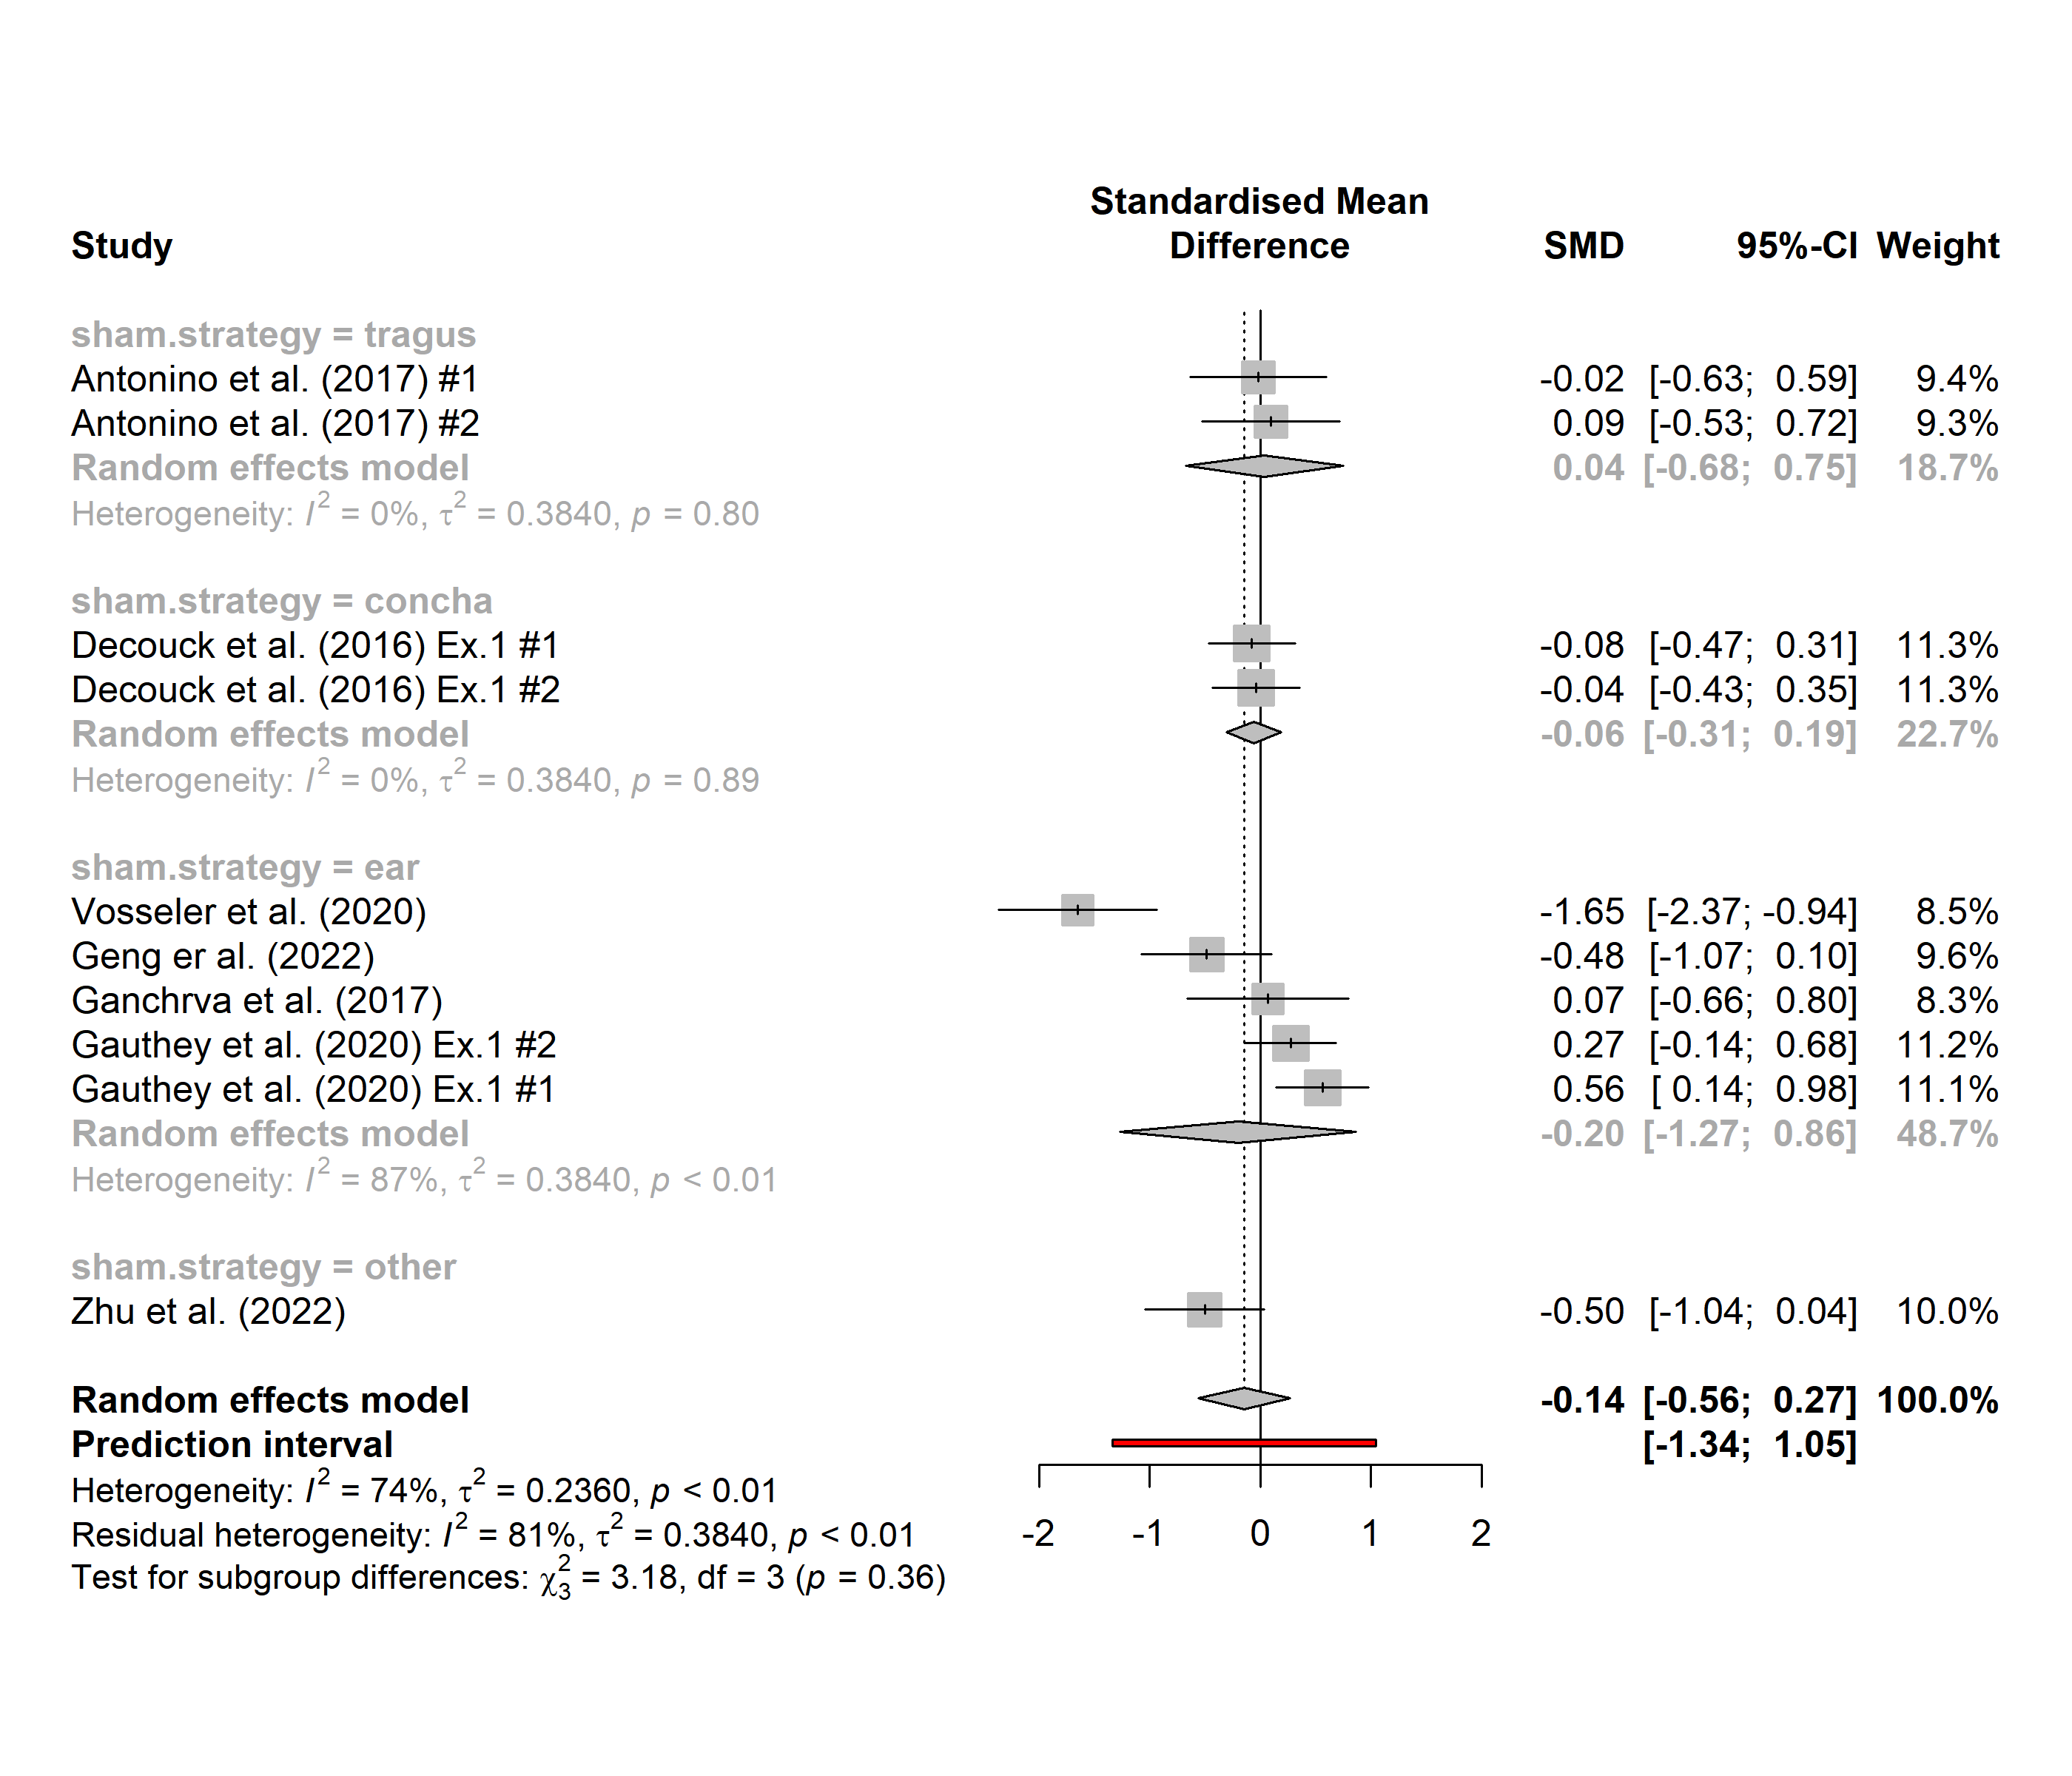 Standardised Mean
Study Difference SMD 95%-CI Weight
sham.strategy = tragus
Antonino et al. (2017) #1 -0.02 [-0.63; 0.59] 9.4%
Antonino et al. (2017) #2 0.09 [-0.53; 0.72] 9.3%
Random effects model 0.04 [-0.68; 0.75] 18.7%
Heterogeneity: I² = 0%, τ² = 0.3840, p = 0.80
sham.strategy = concha
Decouck et al. (2016) Ex.1 #1 -0.08 [-0.47; 0.31] 11.3%
Decouck et al. (2016) Ex.1 #2 -0.04 [-0.43; 0.35] 11.3%
Random effects model -0.06 [-0.31; 0.19] 22.7%
Heterogeneity: I² = 0%, τ² = 0.3840, p = 0.89
sham.strategy = ear
Vosseler et al. (2020) -1.65 [-2.37; -0.94] 8.5%
Geng er al. (2022) -0.48 [-1.07; 0.10] 9.6%
Ganchrva et al. (2017) 0.07 [-0.66; 0.80] 8.3%
Gauthey et al. (2020) Ex.1 #2 0.27 [-0.14; 0.68] 11.2%
Gauthey et al. (2020) Ex.1 #1 0.56 [ 0.14; 0.98] 11.1%
Random effects model -0.20 [-1.27; 0.86] 48.7%
Heterogeneity: I² = 87%, τ² = 0.3840, p < 0.01
sham.strategy = other
Zhu et al. (2022) -0.50 [-1.04; 0.04] 10.0%
Random effects model -0.14 [-0.56; 0.27] 100.0%
Prediction interval [-1.34; 1.05]
Heterogeneity: I² = 74%, τ² = 0.2360, p < 0.01
Residual heterogeneity: I² = 81%, τ² = 0.3840, p < 0.01
-2 -1 0 1 2
Test for subgroup differences: χ²₃ = 3.18, df = 3 (p = 0.36)